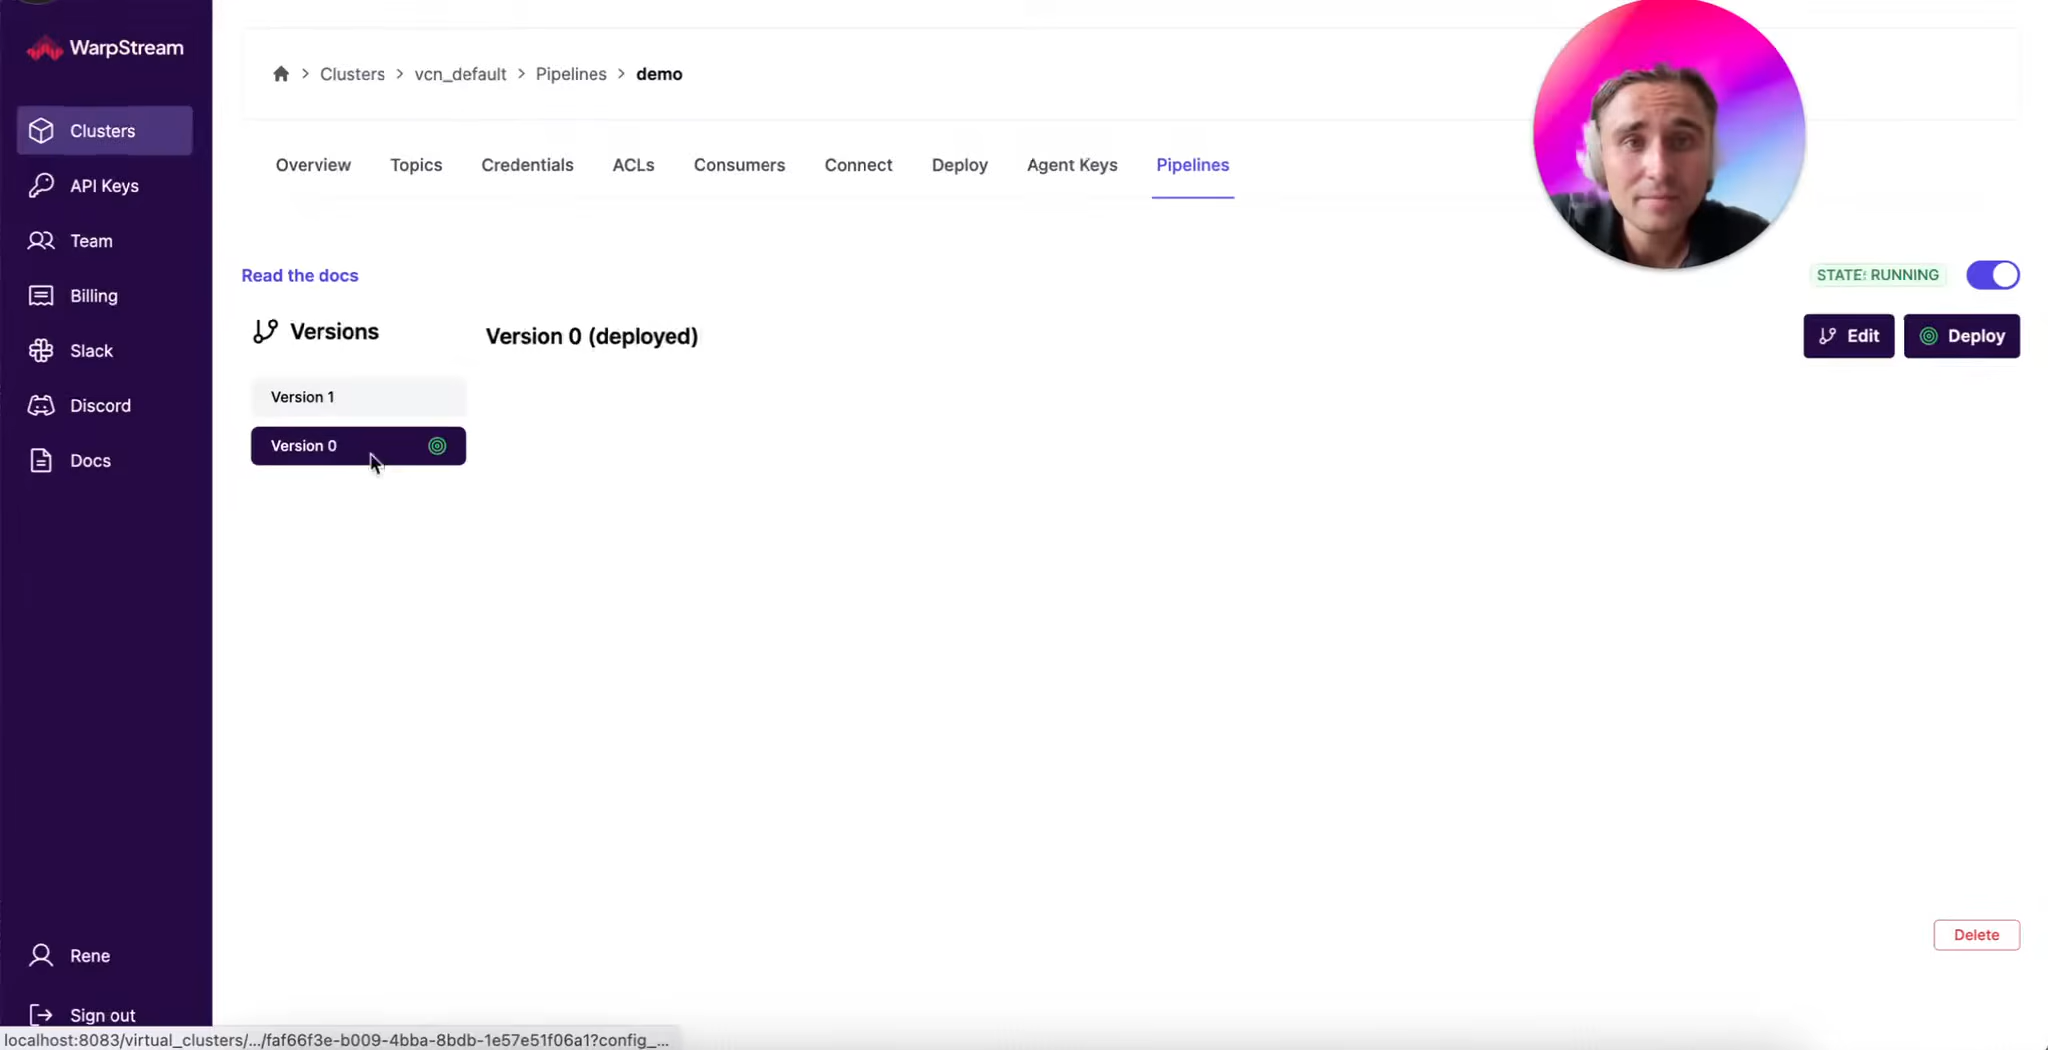 WarpStream
Clusters
API Keys
Team
Billing
Slack
Discord
Docs
Rene
Sign out
Clusters > vcn_default > Pipelines > demo
Overview Topics Credentials ACLs Consumers Connect Deploy Agent Keys Pipelines
Read the docs
STATE: RUNNING
Versions
Version 0 (deployed)
Edit Deploy
Version 1
Version 0
Delete
localhost:8083/virtual_clusters/.../faf66f3e-b009-4bba-8bdb-1e57e51f06a1?config_...